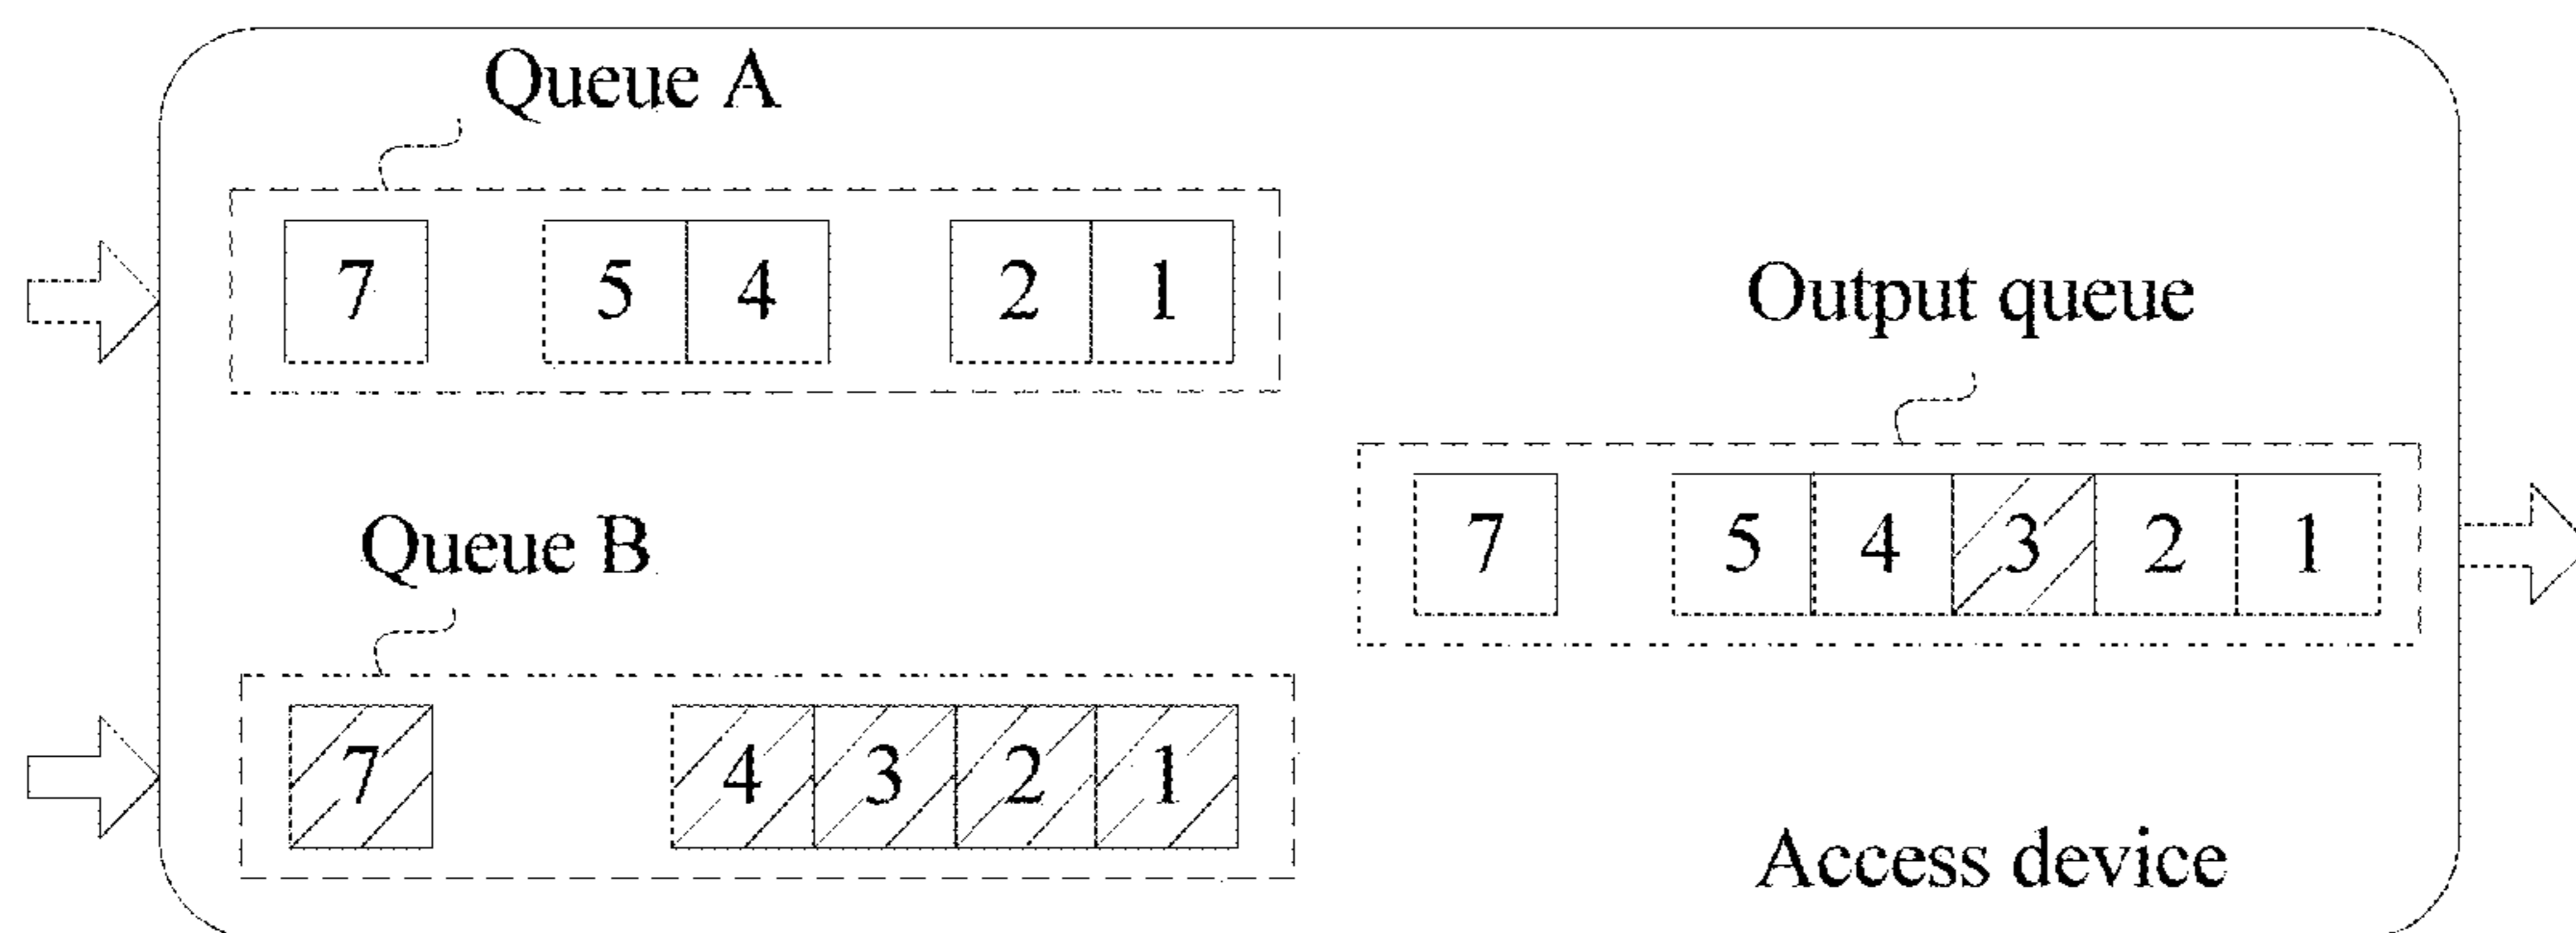 Queue A
7 5 4 2 1
Output queue
7 5 4 3 2 1
Queue B
7 4 3 2 1
Access device